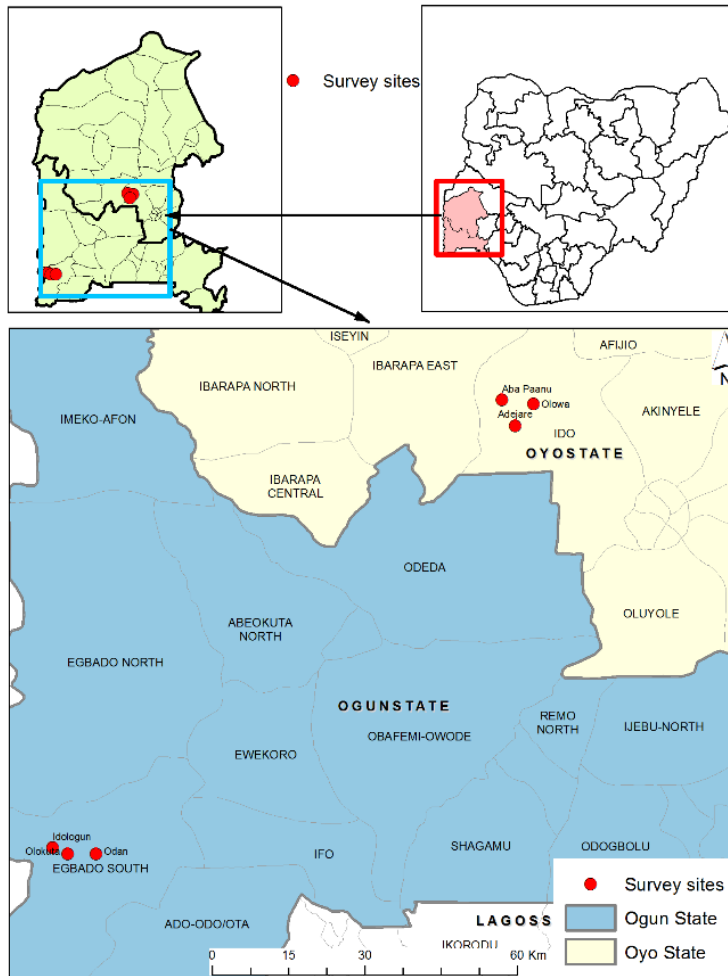 Survey sites
ISEYIN
AFIJIO
IBARAPA NORTH
IBARAPA EAST
N
IMEKO-AFON
Aba Paanu
Olowa
AKINYELE
Adejare
IDO
OYOSTATE
IBARAPA
CENTRAL
ODEDA
ABEOKUTA
NORTH
OLUYOLE
EGBADO NORTH
OGUNSTATE
OBAFEMI-OWODE
REMO
NORTH
IJEBU-NORTH
EWEKORO
Idologun
Olokuta
Odan
EGBADO SOUTH
IFO
SHAGAMU
ODOGBOLU
ADO-ODO/OTA
LAGOSS
IKORODU
Survey sites
Ogun State
Oyo State
0 15 30 60 Km